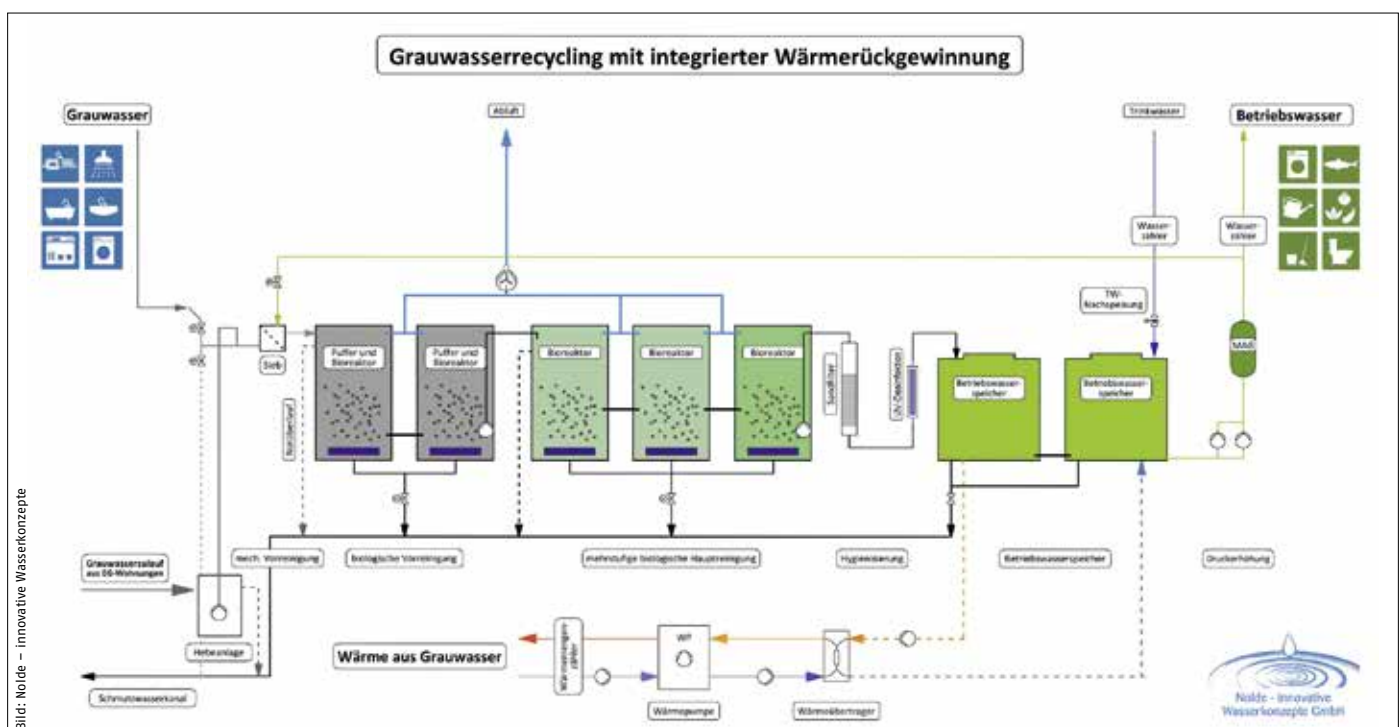 Grauwasserrecycling mit integrierter Wärmerückgewinnung
Grauwasser
Abluft
Trinkwasser
Betriebswasser
Wasser-
zähler
Wasser-
zähler
TW-
Nachspeisung
Sieb
Puffer und
Bioreaktor
Puffer und
Bioreaktor
Bioreaktor
Bioreaktor
Bioreaktor
Notüberlauf
Sandfilter
UV-Desinfektion
Betriebswasser-
speicher
Betriebswasser-
speicher
MAG
mech. Vorreinigung
biologische Vorreinigung
mehrstufige biologische Hauptreinigung
Hygienisierung
Betriebswasserspeicher
Druckerhöhung
Grauwasserzulauf
aus EG-Wohnungen
Hebeanlage
Schmutzwasserkanal
Wärme aus Grauwasser
Wärmemengen-
zähler
WP
Wärmepumpe
Wärmeübertrager
Nolde - innovative
Wasserkonzepte GmbH
Bild: Nolde – innovative Wasserkonzepte